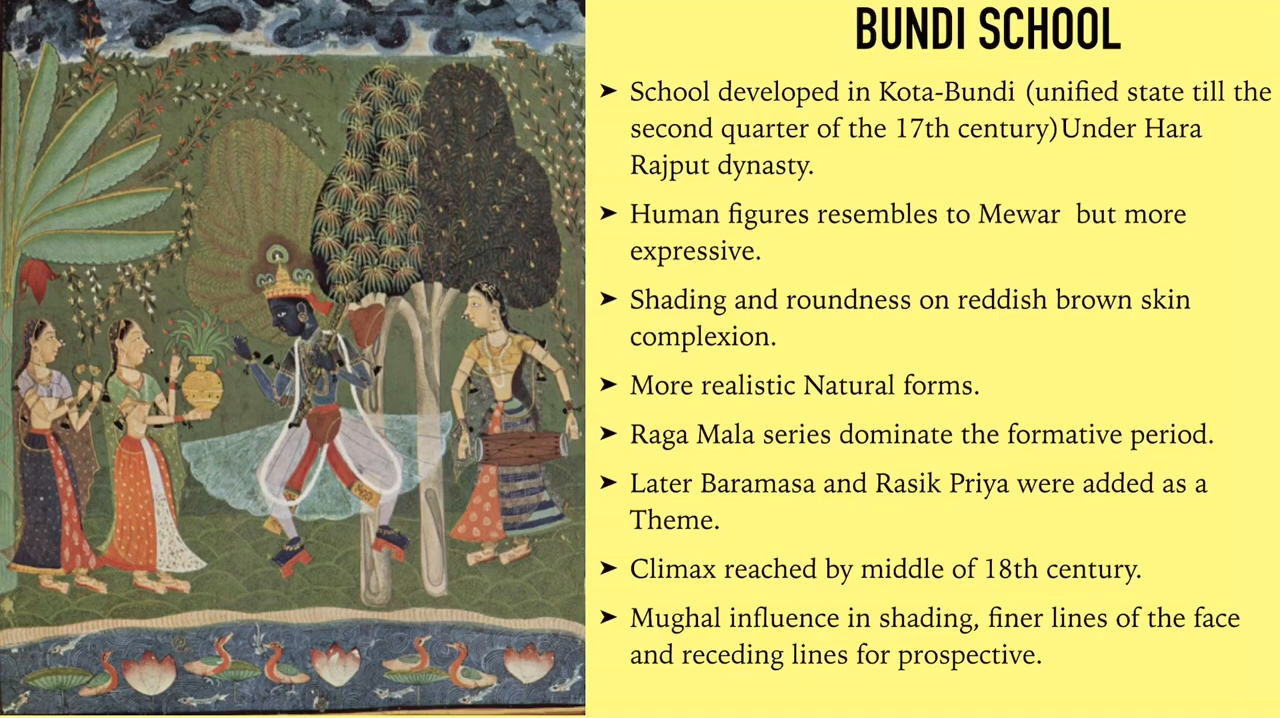 BUNDI SCHOOL
➤ School developed in Kota-Bundi (unified state till the
second quarter of the 17th century)Under Hara
Rajput dynasty.
➤ Human figures resembles to Mewar but more
expressive.
➤ Shading and roundness on reddish brown skin
complexion.
➤ More realistic Natural forms.
➤ Raga Mala series dominate the formative period.
➤ Later Baramasa and Rasik Priya were added as a
Theme.
➤ Climax reached by middle of 18th century.
➤ Mughal influence in shading, finer lines of the face
and receding lines for prospective.